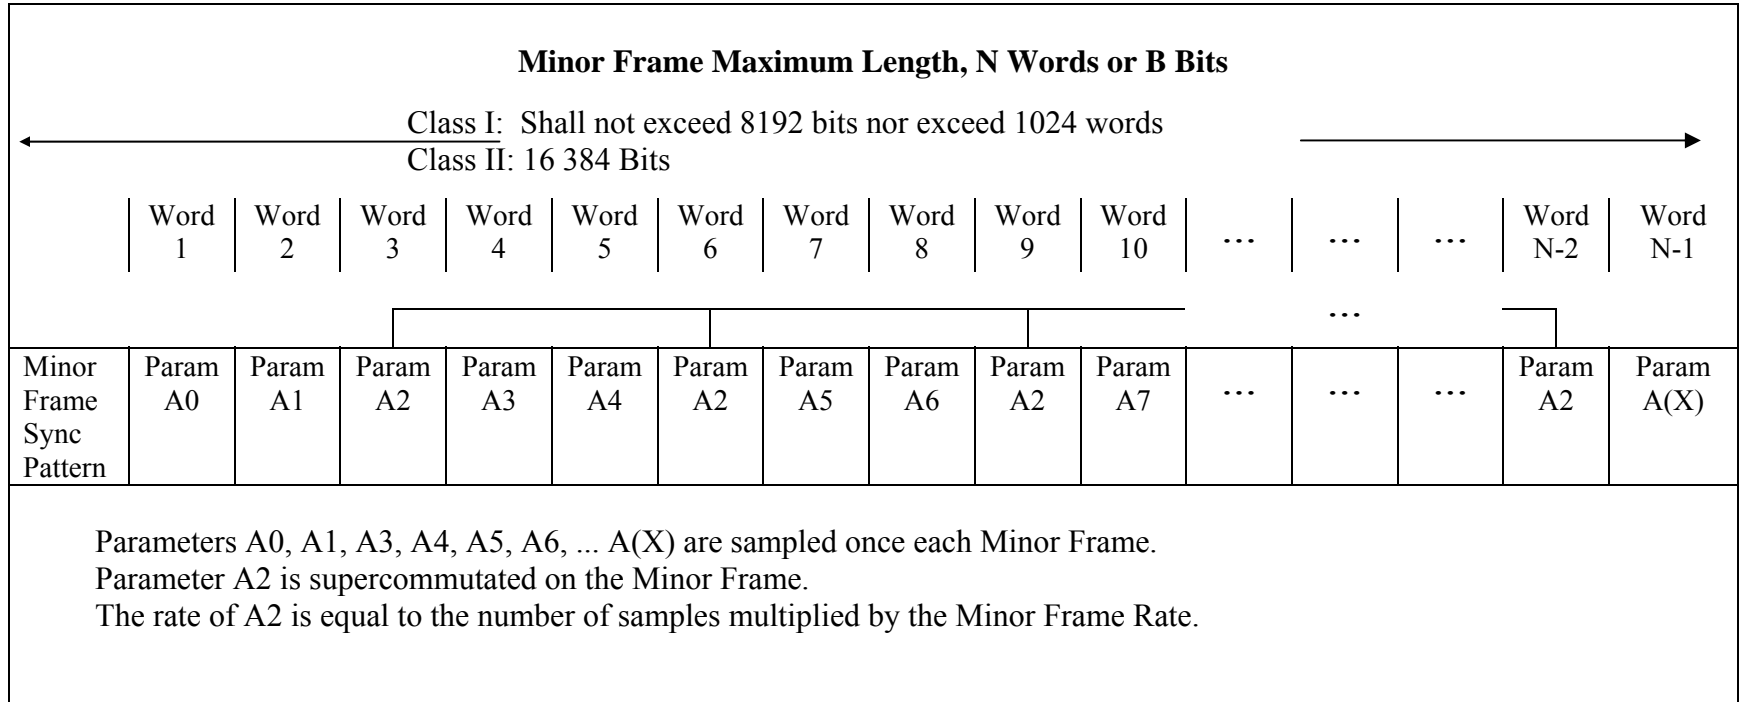 Minor Frame Maximum Length, N Words or B Bits
Class I:  Shall not exceed 8192 bits nor exceed 1024 words
Class II: 16 384 Bits
Word Word Word Word Word Word Word Word Word Word ... ... ... Word Word
1 2 3 4 5 6 7 8 9 10 N-2 N-1
...
Minor Param Param Param Param Param Param Param Param Param Param ... ... ... Param Param
Frame A0 A1 A2 A3 A4 A2 A5 A6 A2 A7 A2 A(X)
Sync
Pattern
Parameters A0, A1, A3, A4, A5, A6, ... A(X) are sampled once each Minor Frame.
Parameter A2 is supercommutated on the Minor Frame.
The rate of A2 is equal to the number of samples multiplied by the Minor Frame Rate.